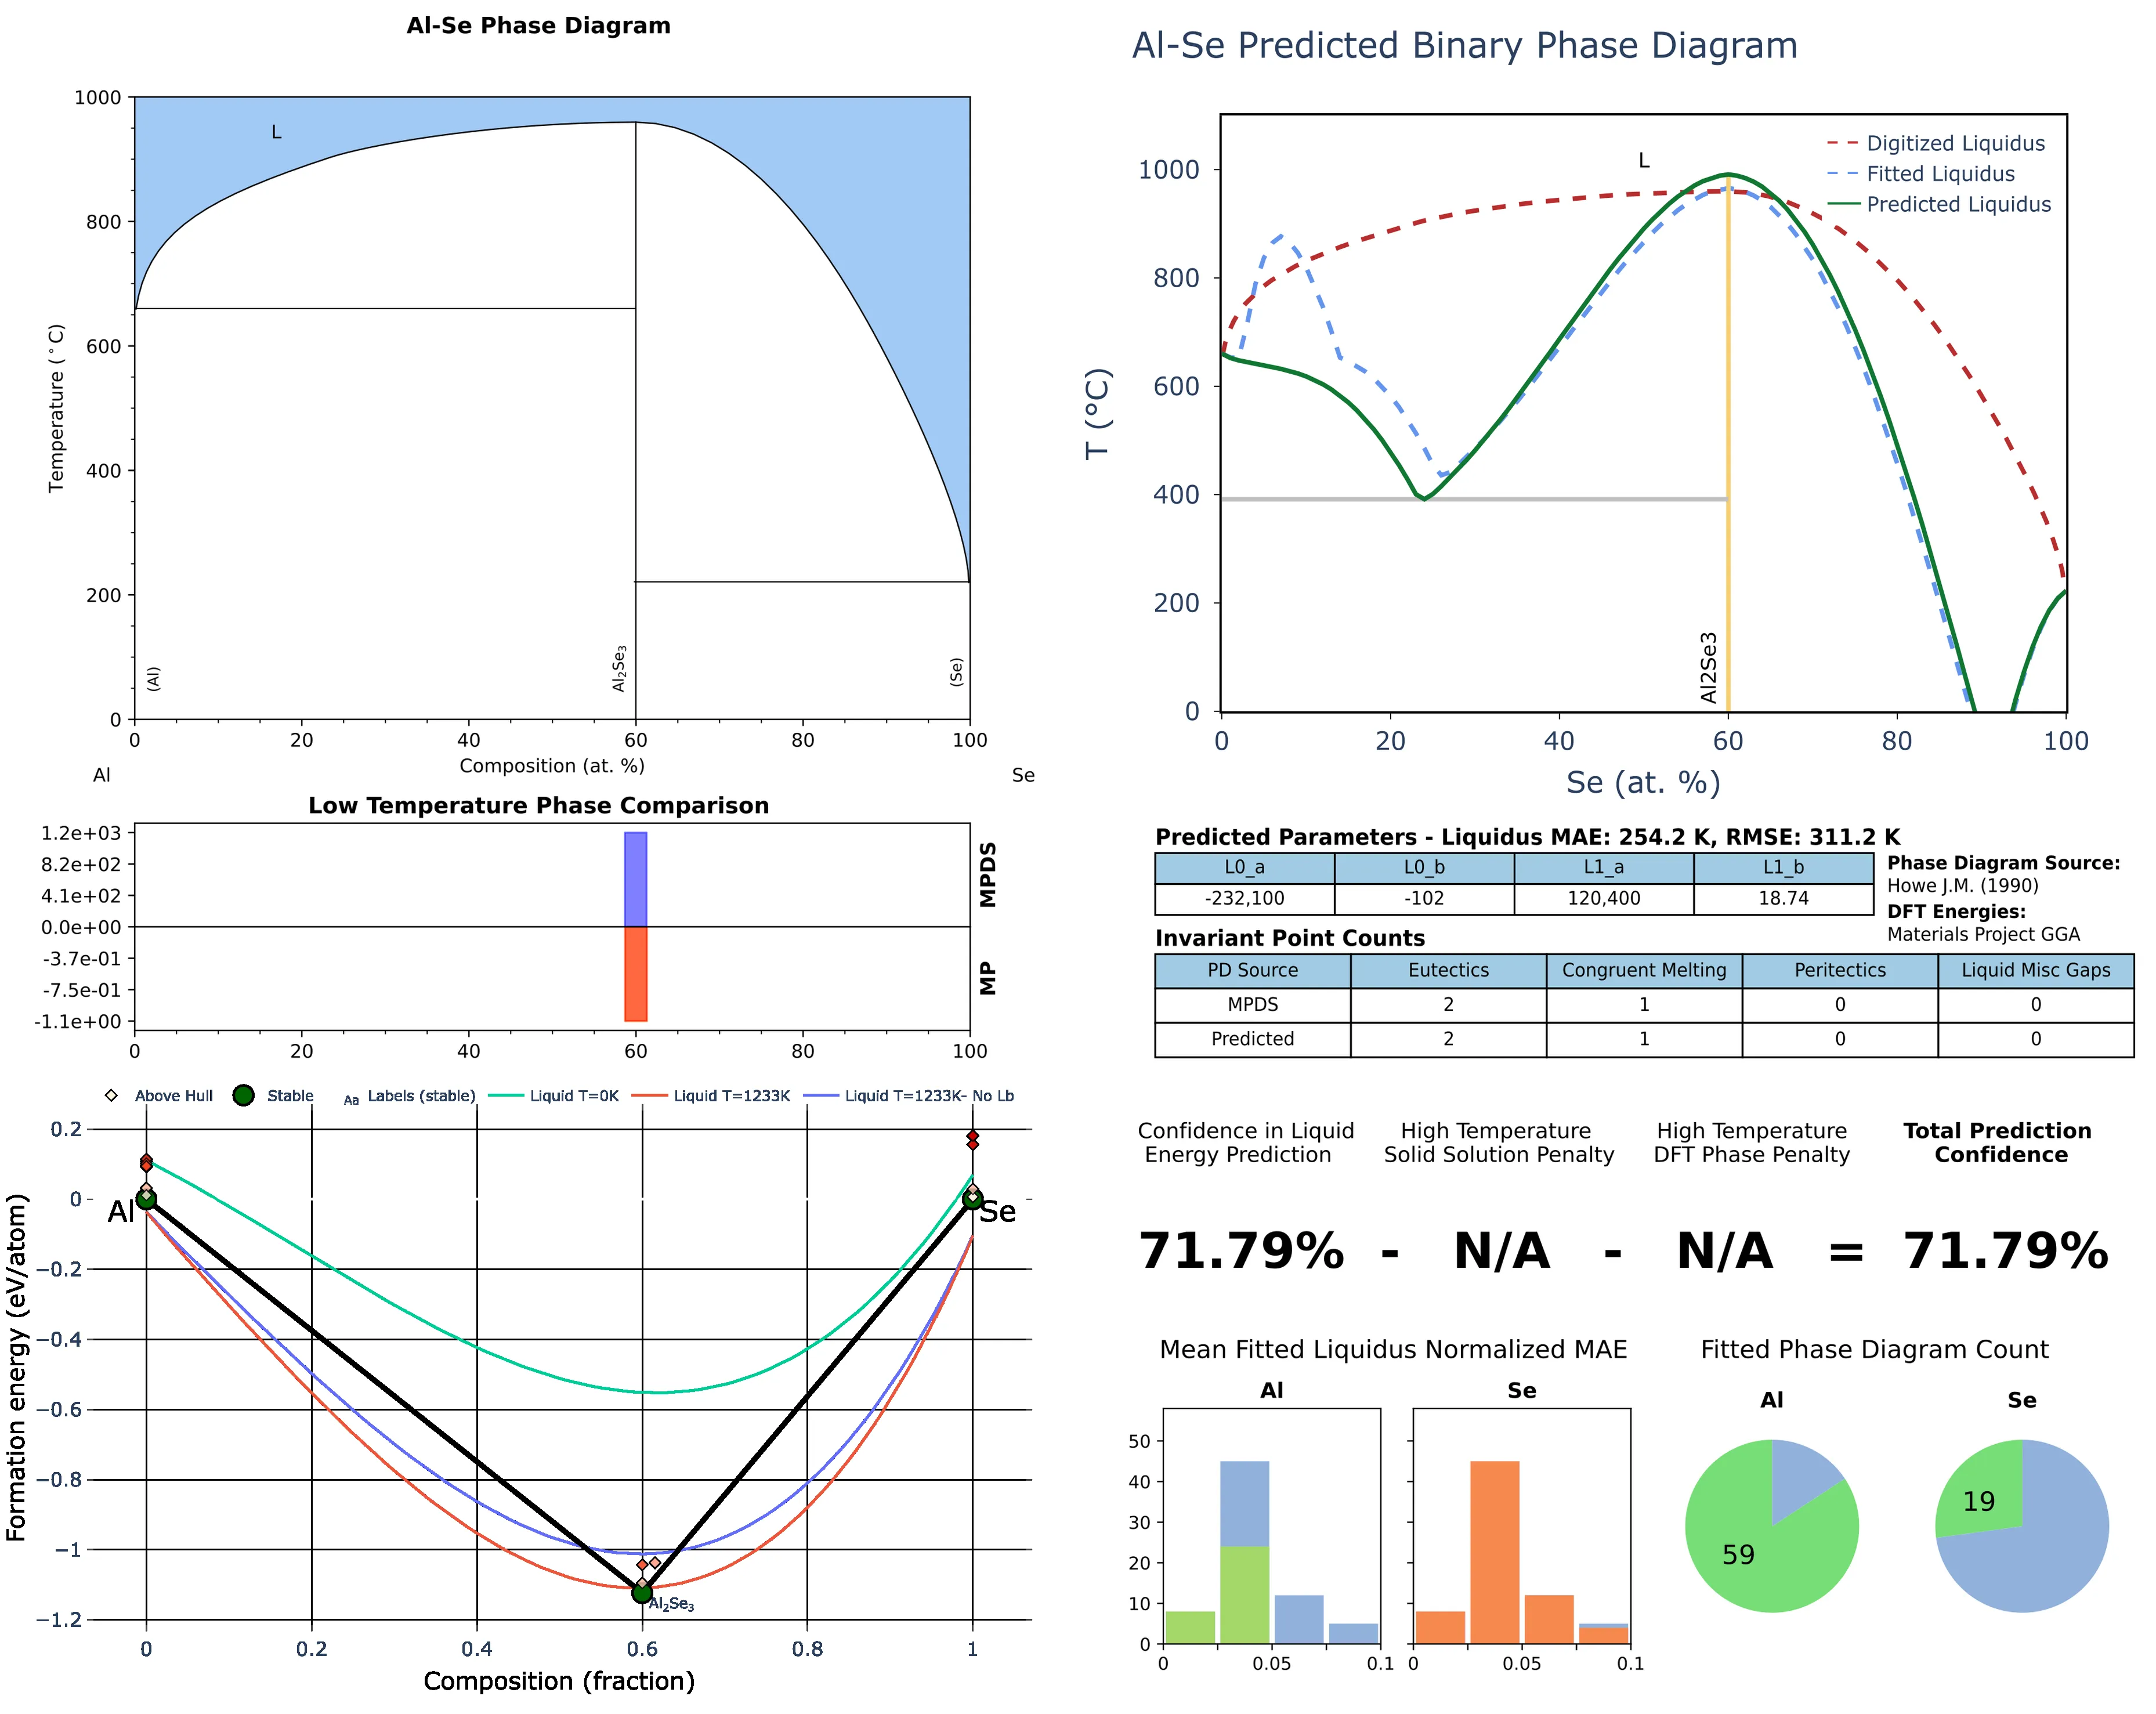 Al-Se Phase Diagram
1000
800
600
400
200
0
Temperature (°C)
L
(Al)
Al₂Se₃
(Se)
0 20 40 60 80 100
Composition (at. %)
Al Se
Low Temperature Phase Comparison
1.2e+03
8.2e+02
4.1e+02
0.0e+00
-3.7e-01
-7.5e-01
-1.1e+00
MPDS
MP
0 20 40 60 80 100
Above Hull Stable Aa Labels (stable) Liquid T=0K Liquid T=1233K Liquid T=1233K- No Lb
0.2
0
−0.2
−0.4
−0.6
−0.8
−1
−1.2
Formation energy (eV/atom)
Al
Se
Al₂Se₃
0 0.2 0.4 0.6 0.8 1
Composition (fraction)
Al-Se Predicted Binary Phase Diagram
Digitized Liquidus
Fitted Liquidus
Predicted Liquidus
L
1000
800
600
400
200
0
T (°C)
Al2Se3
0 20 40 60 80 100
Se (at. %)
Predicted Parameters - Liquidus MAE: 254.2 K, RMSE: 311.2 K
L0_a L0_b L1_a L1_b
-232,100 -102 120,400 18.74
Phase Diagram Source:
Howe J.M. (1990)
DFT Energies:
Materials Project GGA
Invariant Point Counts
PD Source Eutectics Congruent Melting Peritectics Liquid Misc Gaps
MPDS 2 1 0 0
Predicted 2 1 0 0
Confidence in Liquid
Energy Prediction
High Temperature
Solid Solution Penalty
High Temperature
DFT Phase Penalty
Total Prediction
Confidence
71.79% - N/A - N/A = 71.79%
Mean Fitted Liquidus Normalized MAE
Al Se
50
40
30
20
10
0
0 0.05 0.1
0 0.05 0.1
Fitted Phase Diagram Count
Al Se
59
19